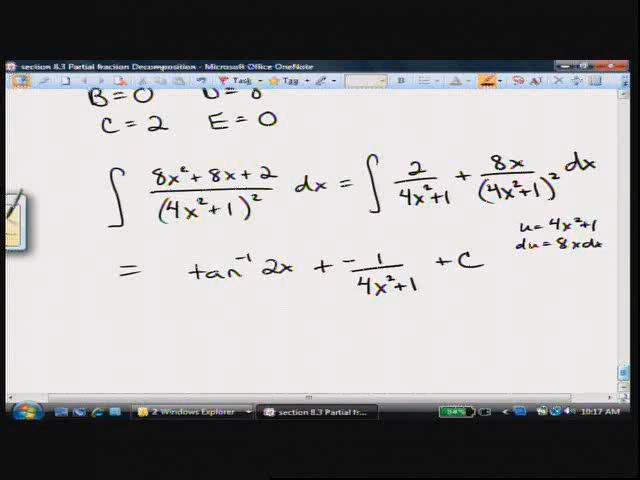 section 8.3 Partial fraction Decomposition - Microsoft Office OneNote
Task Tag B
B = 0
C = 2 E = 0
∫ (8x² + 8x + 2)/(4x² + 1)² dx = ∫ 2/(4x² + 1) + 8x/(4x² + 1)² dx
u = 4x² + 1
du = 8x dx
= tan⁻¹ 2x + - 1/(4x² + 1) + C
2 Windows Explorer section 8.3 Partial fr... 94% 10:17 AM